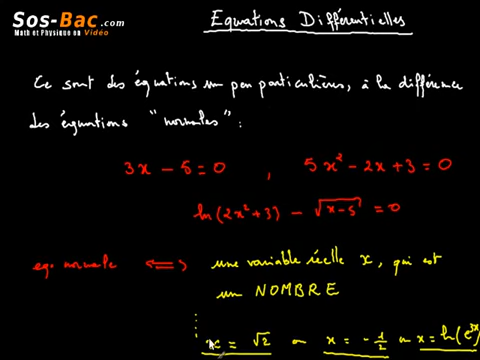 Sos-Bac.com
Math et Physique en Vidéo
Equations Différentielles
Ce sont des équations un peu particulières, à la différence
des équations "normales" :
3x - 5 = 0 , 5x² - 2x + 3 = 0
ln(2x² + 3) - √(x - 5) = 0
eq. normale ⟺ une variable réelle x, qui est
un NOMBRE
x = √2 ou x = -1/2 ou x = ln(e³ˣ)